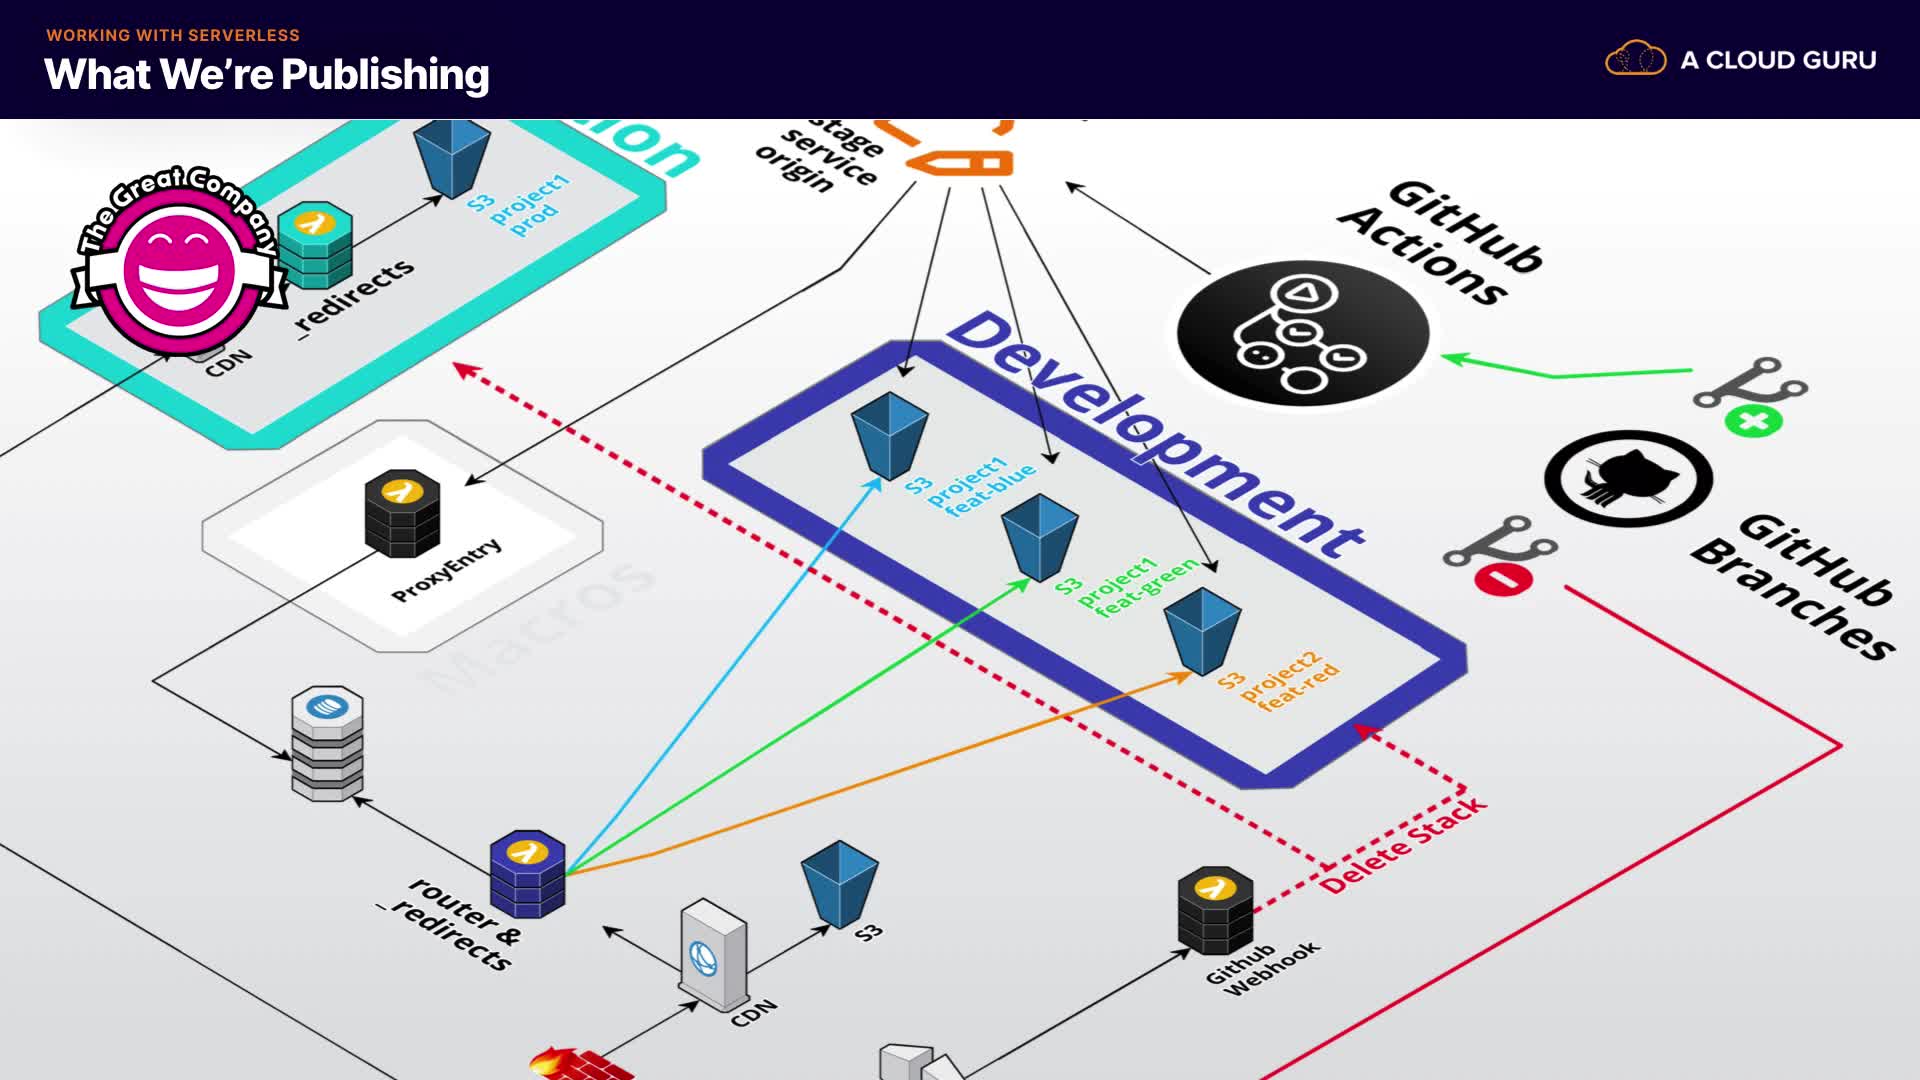 WORKING WITH SERVERLESS
What We're Publishing
A CLOUD GURU
stage
service
origin
The Great Company
S3
project1
prod
_redirects
CDN
GitHub
Actions
Development
S3
project1
feat-blue
S3
project1
feat-green
S3
project2
feat-red
GitHub
Branches
ProxyEntry
Macros
Delete Stack
router &
_redirects
S3
CDN
Github
Webhook